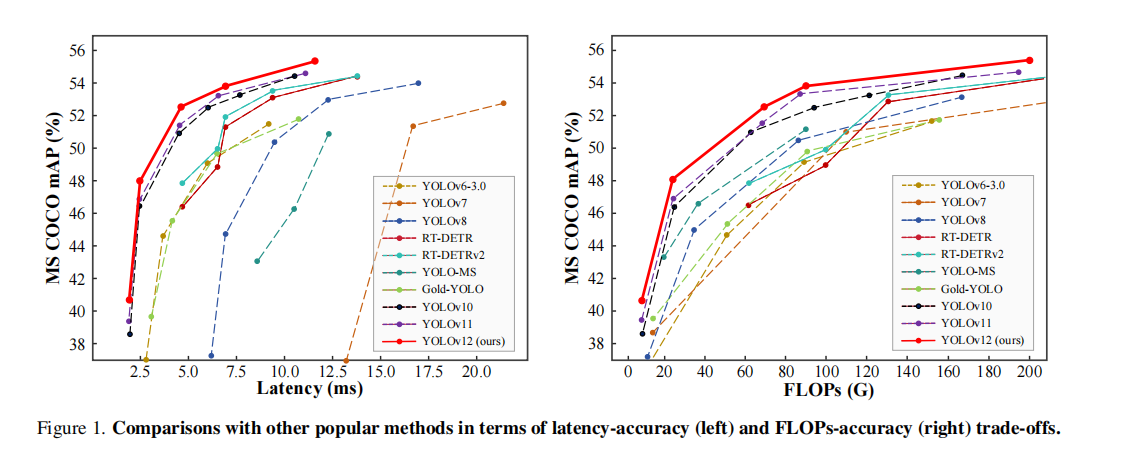 56
54
52
50
48
46
44
42
40
38
MS COCO mAP (%)
2.5 5.0 7.5 10.0 12.5 15.0 17.5 20.0
Latency (ms)
YOLOv6-3.0
YOLOv7
YOLOv8
RT-DETR
RT-DETRv2
YOLO-MS
Gold-YOLO
YOLOv10
YOLOv11
YOLOv12 (ours)
56
54
52
50
48
46
44
42
40
38
MS COCO mAP (%)
0 20 40 60 80 100 120 140 160 180 200
FLOPs (G)
YOLOv6-3.0
YOLOv7
YOLOv8
RT-DETR
RT-DETRv2
YOLO-MS
Gold-YOLO
YOLOv10
YOLOv11
YOLOv12 (ours)
Figure 1. Comparisons with other popular methods in terms of latency-accuracy (left) and FLOPs-accuracy (right) trade-offs.